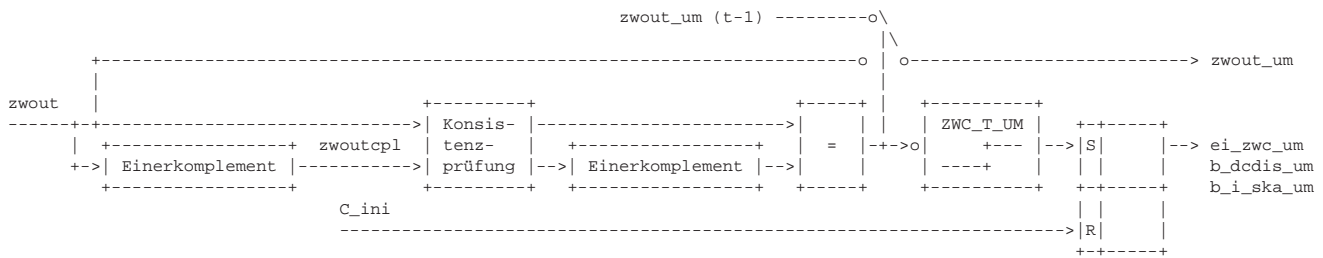 zwout_um (t-1)
zwout_um
zwout
Konsis- ZWC_T_UM
zwoutcpl tenz- = S ei_zwc_um
Einerkomplement prüfung Einerkomplement b_dcdis_um
b_i_ska_um
C_ini
R